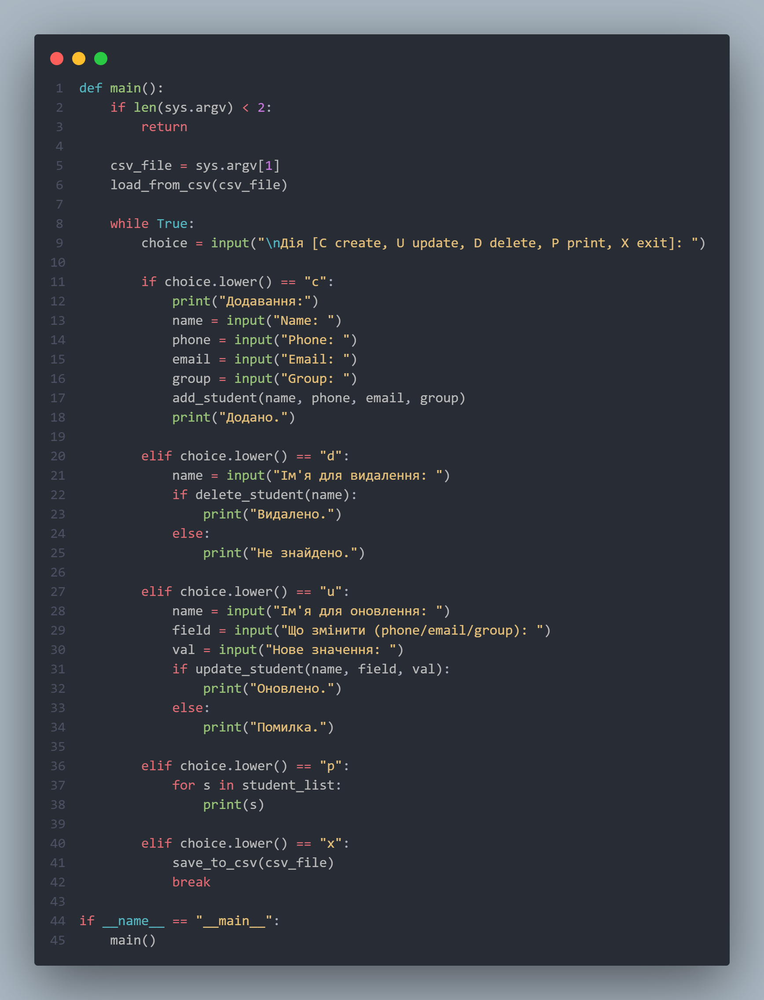 1 def main():
2     if len(sys.argv) < 2:
3         return
4
5     csv_file = sys.argv[1]
6     load_from_csv(csv_file)
7
8     while True:
9         choice = input("\nДія [C create, U update, D delete, P print, X exit]: ")
10
11         if choice.lower() == "c":
12             print("Додавання:")
13             name = input("Name: ")
14             phone = input("Phone: ")
15             email = input("Email: ")
16             group = input("Group: ")
17             add_student(name, phone, email, group)
18             print("Додано.")
19
20         elif choice.lower() == "d":
21             name = input("Ім'я для видалення: ")
22             if delete_student(name):
23                 print("Видалено.")
24             else:
25                 print("Не знайдено.")
26
27         elif choice.lower() == "u":
28             name = input("Ім'я для оновлення: ")
29             field = input("Що змінити (phone/email/group): ")
30             val = input("Нове значення: ")
31             if update_student(name, field, val):
32                 print("Оновлено.")
33             else:
34                 print("Помилка.")
35
36         elif choice.lower() == "p":
37             for s in student_list:
38                 print(s)
39
40         elif choice.lower() == "x":
41             save_to_csv(csv_file)
42             break
43
44 if __name__ == "__main__":
45     main()